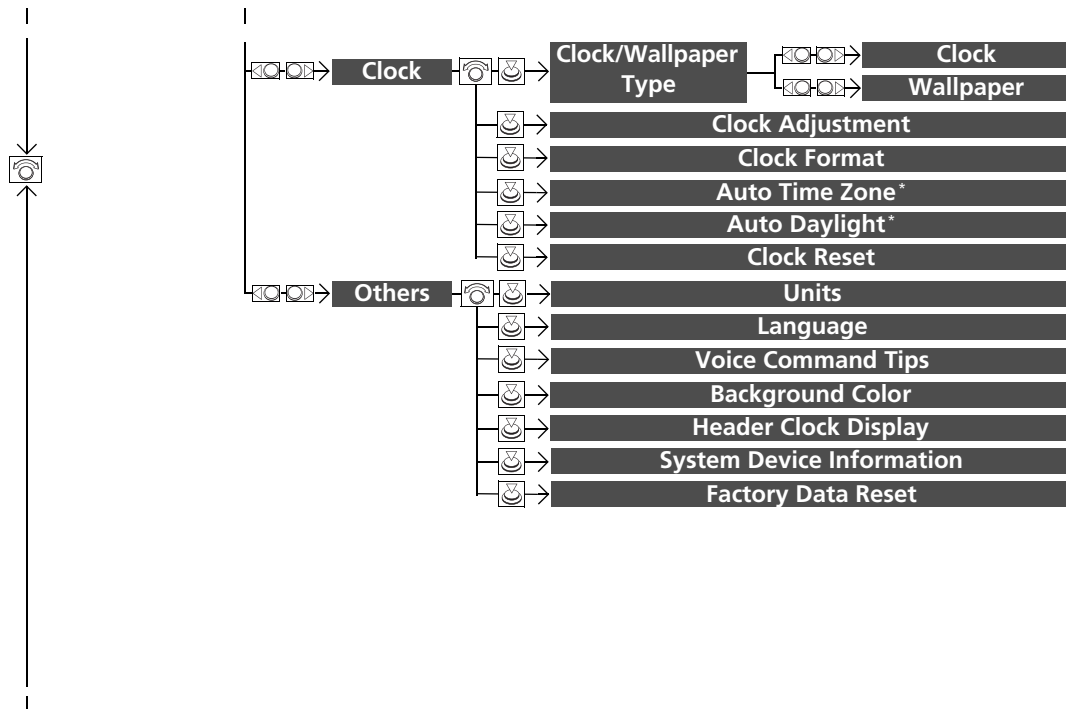 Clock
Clock/Wallpaper
Type
Clock
Wallpaper
Clock Adjustment
Clock Format
Auto Time Zone*
Auto Daylight*
Clock Reset
Others
Units
Language
Voice Command Tips
Background Color
Header Clock Display
System Device Information
Factory Data Reset